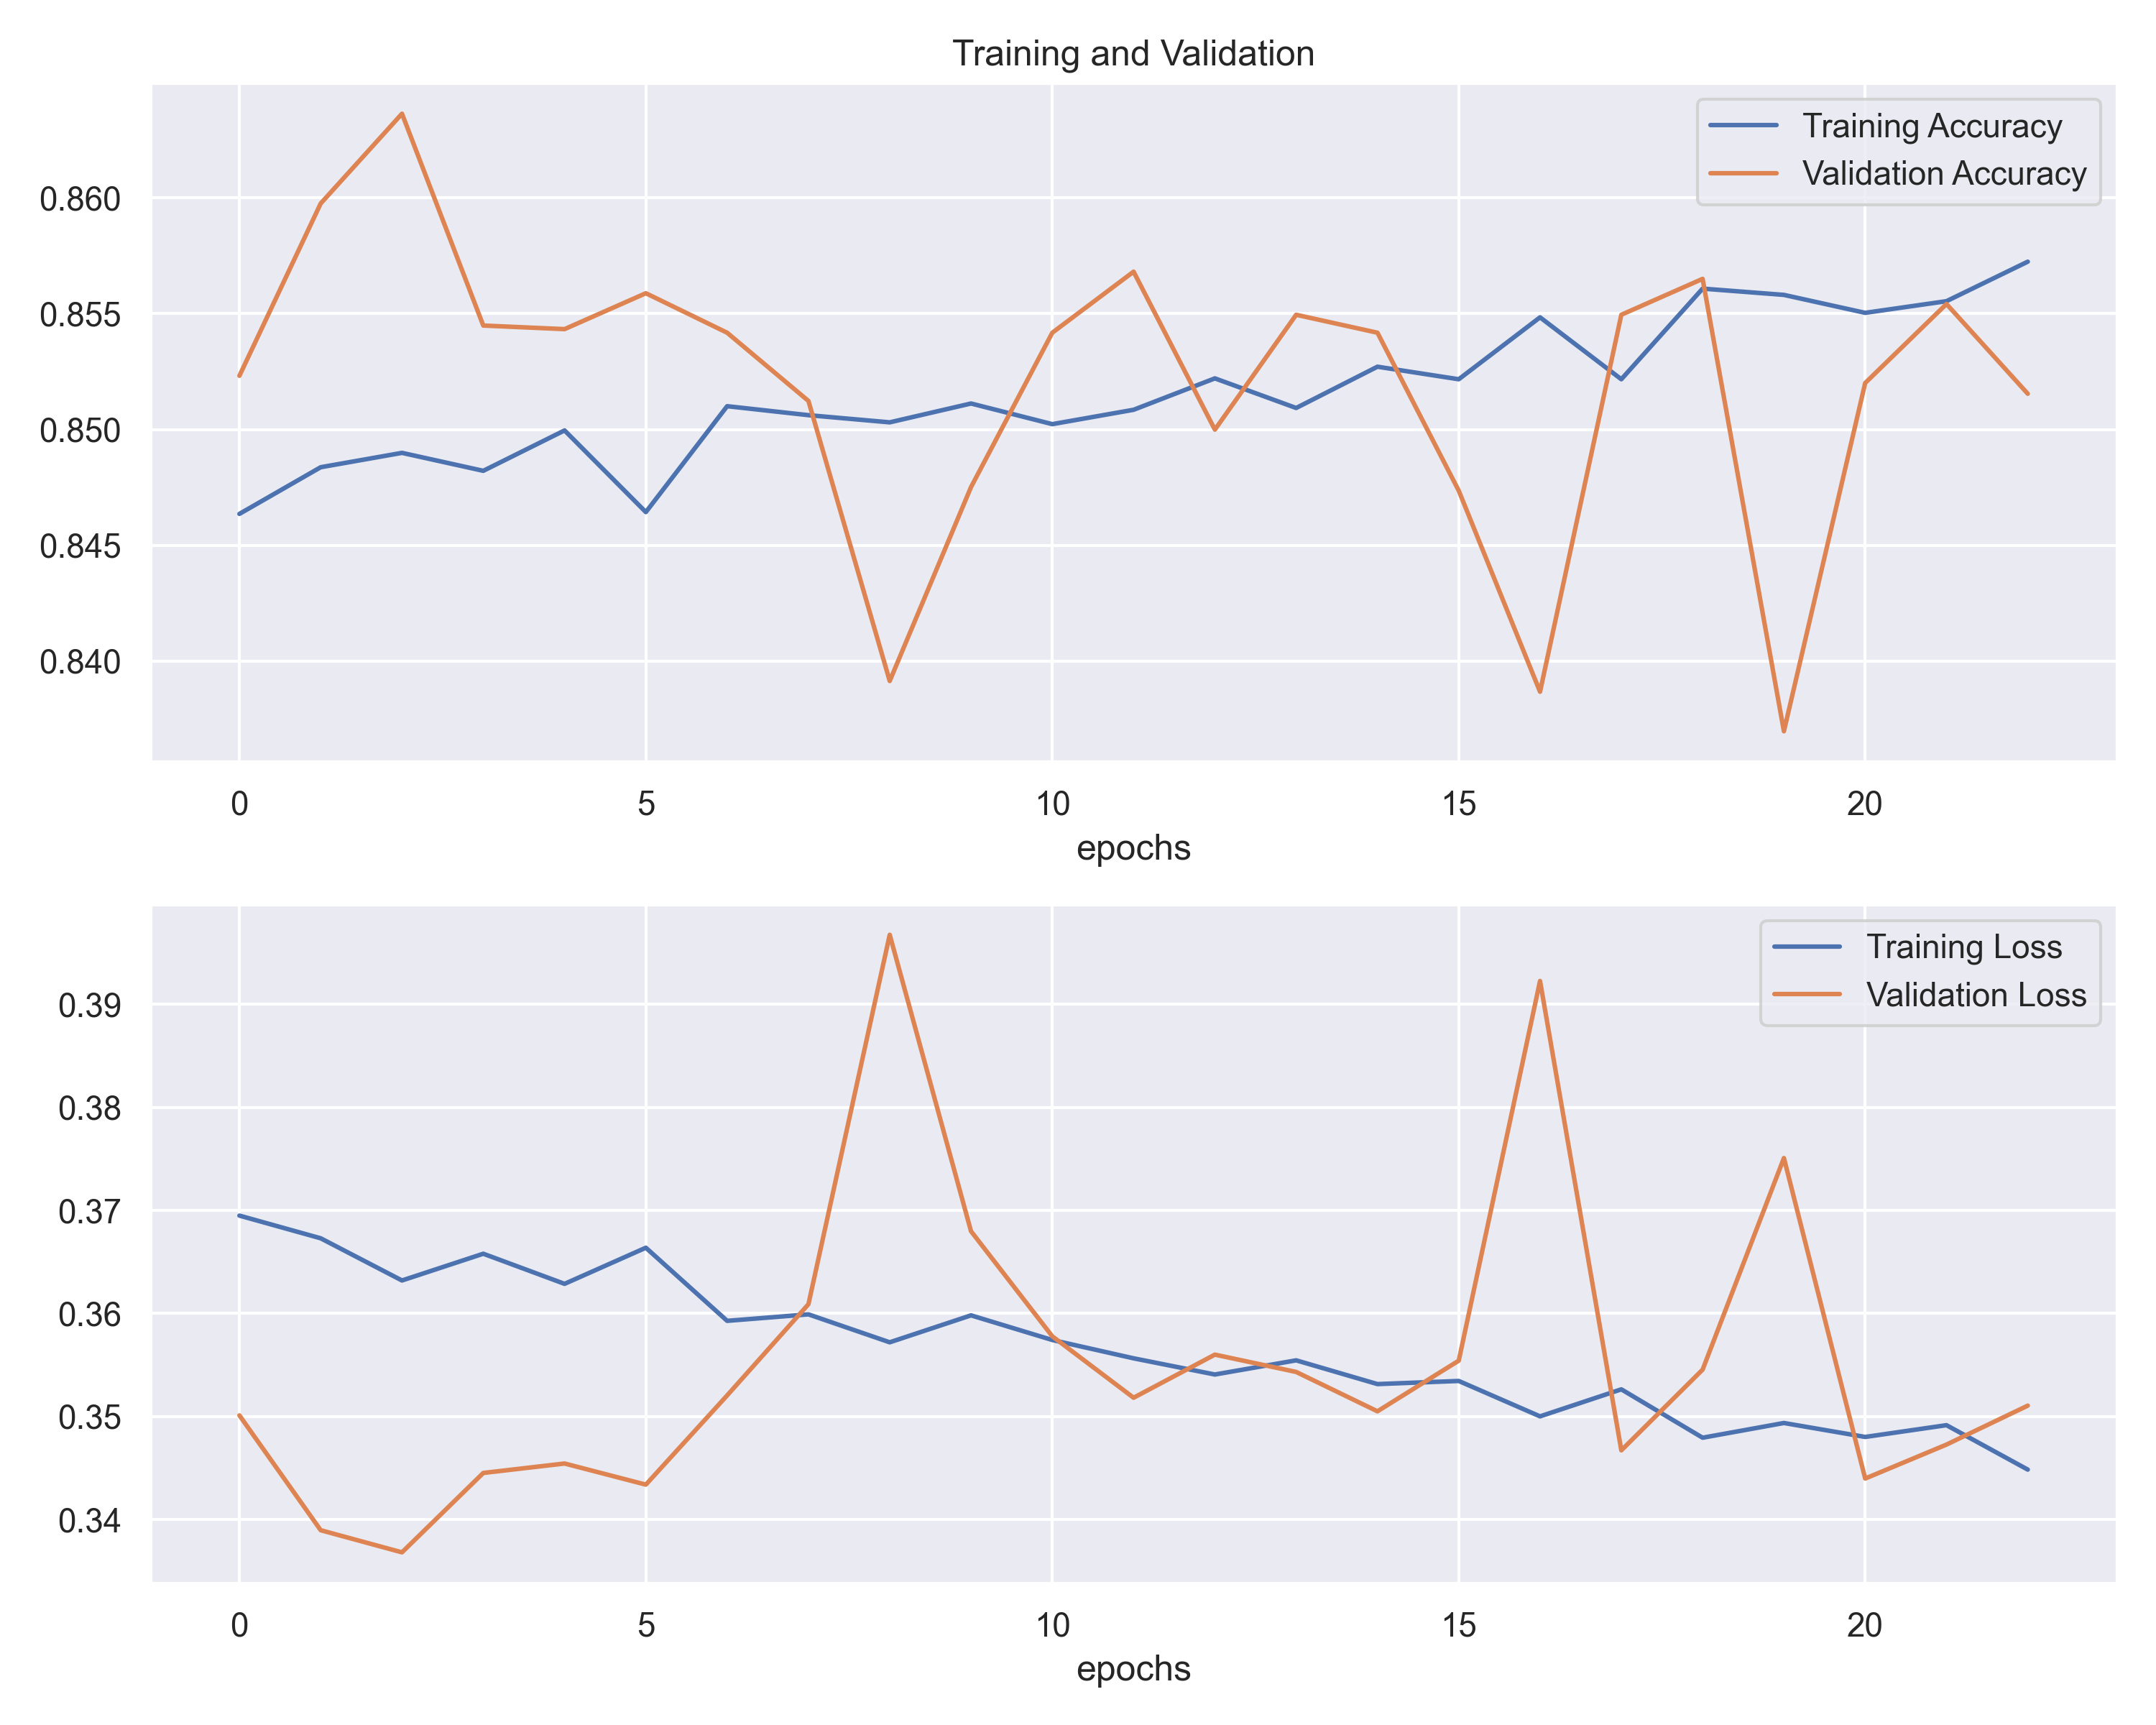 Training and Validation
Training Accuracy
Validation Accuracy
0.860
0.855
0.850
0.845
0.840
0 5 10 15 20
epochs
Training Loss
Validation Loss
0.39
0.38
0.37
0.36
0.35
0.34
0 5 10 15 20
epochs